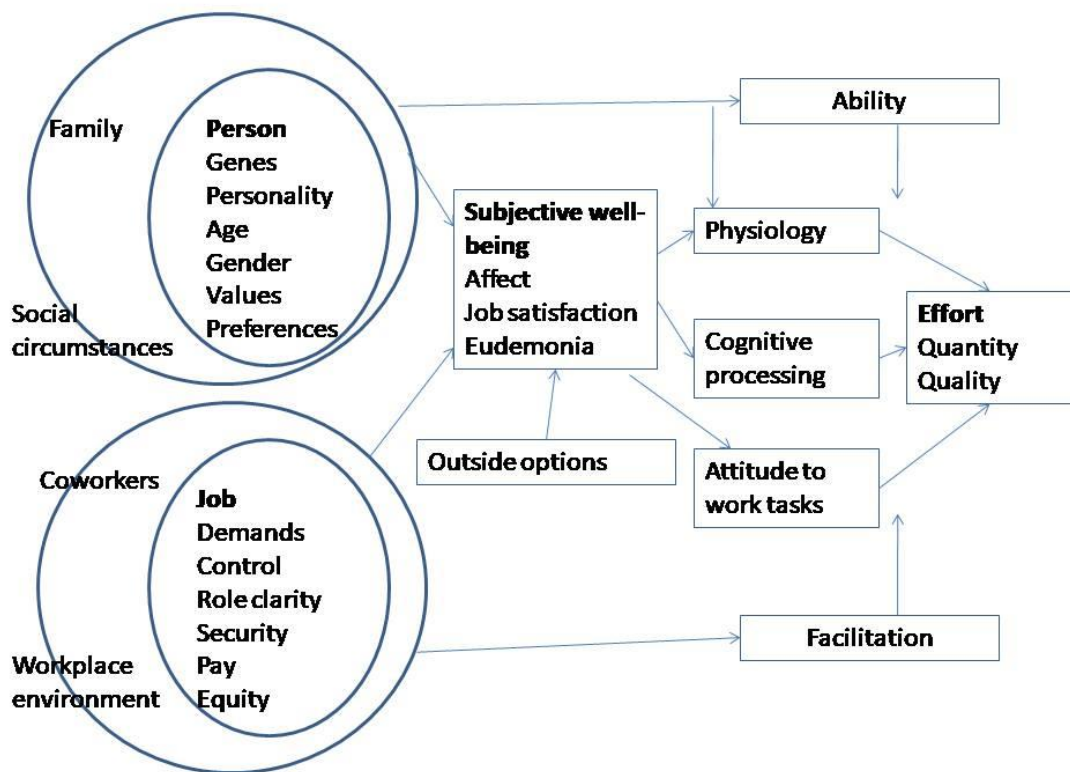 Family
Person
Genes
Personality
Age
Gender
Values
Preferences
Social
circumstances
Coworkers
Job
Demands
Control
Role clarity
Security
Pay
Equity
Workplace
environment
Subjective well-
being
Affect
Job satisfaction
Eudemonia
Outside options
Ability
Physiology
Cognitive
processing
Attitude to
work tasks
Facilitation
Effort
Quantity
Quality